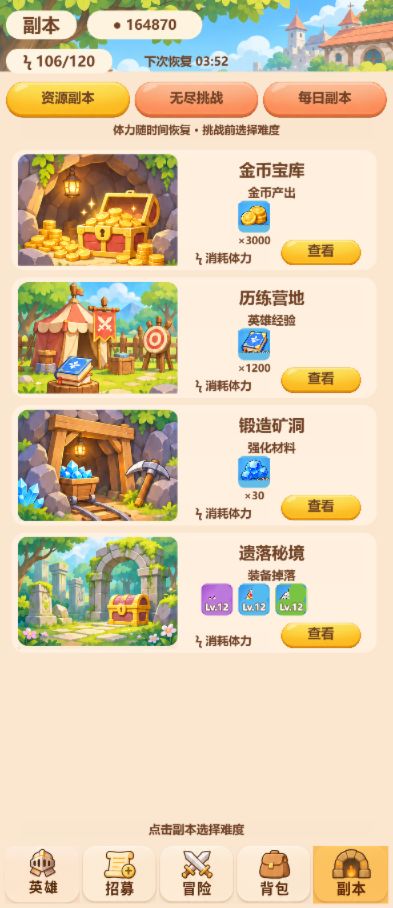 副本
164870
106/120
下次恢复 03:52
资源副本
无尽挑战
每日副本
体力随时间恢复・挑战前选择难度
金币宝库
金币产出
×3000
消耗体力
查看
历练营地
英雄经验
×1200
消耗体力
查看
锻造矿洞
强化材料
×30
消耗体力
查看
遗落秘境
装备掉落
Lv.12
Lv.12
Lv.12
消耗体力
查看
点击副本选择难度
英雄
招募
冒险
背包
副本